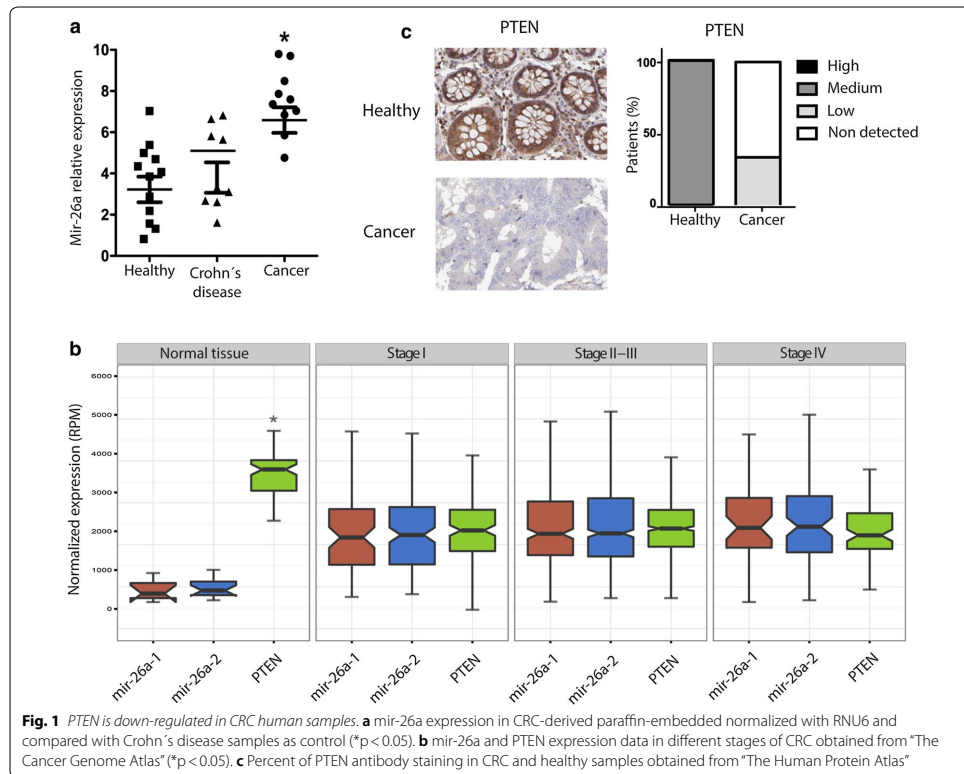 a
*
10
8
6
4
2
0
Mir-26a relative expression
Healthy
Crohn´s
disease
Cancer
c
PTEN
Healthy
Cancer
PTEN
100
50
0
Patients (%)
Healthy
Cancer
High
Medium
Low
Non detected
b
Normal tissue
Stage I
Stage II–III
Stage IV
6000
5000
4000
3000
2000
1000
0
Normalized expression (RPM)
*
mir-26a-1
mir-26a-2
PTEN
mir-26a-1
mir-26a-2
PTEN
mir-26a-1
mir-26a-2
PTEN
mir-26a-1
mir-26a-2
PTEN
Fig. 1 PTEN is down-regulated in CRC human samples. a mir-26a expression in CRC-derived paraffin-embedded normalized with RNU6 and
compared with Crohn´s disease samples as control (*p < 0.05). b mir-26a and PTEN expression data in different stages of CRC obtained from “The
Cancer Genome Atlas” (*p < 0.05). c Percent of PTEN antibody staining in CRC and healthy samples obtained from “The Human Protein Atlas”